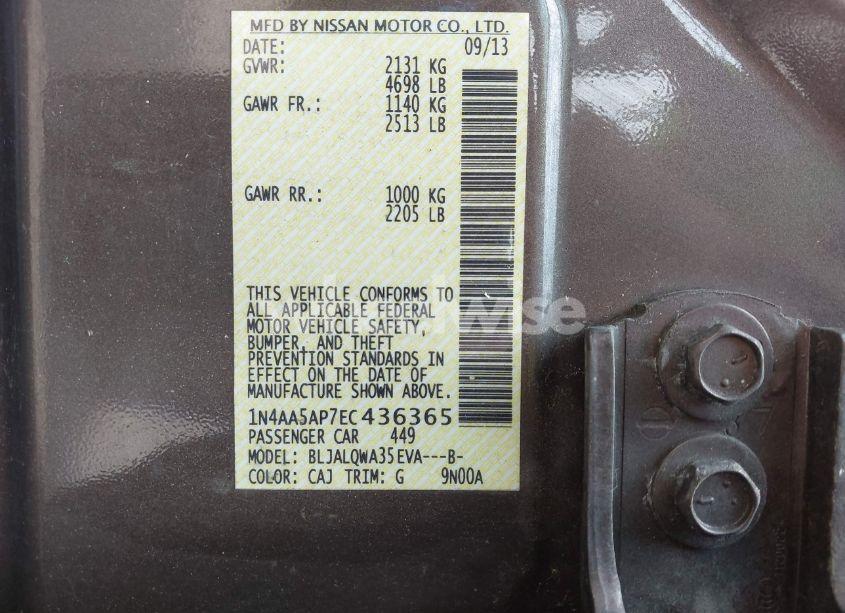 MFD BY NISSAN MOTOR CO., LTD.
DATE: 09/13
GVWR: 2131 KG
4698 LB
GAWR FR.: 1140 KG
2513 LB
GAWR RR.: 1000 KG
2205 LB
THIS VEHICLE CONFORMS TO
ALL APPLICABLE FEDERAL
MOTOR VEHICLE SAFETY,
BUMPER, AND THEFT
PREVENTION STANDARDS IN
EFFECT ON THE DATE OF
MANUFACTURE SHOWN ABOVE.
1N4AA5AP7EC436365
PASSENGER CAR 449
MODEL: BLJALQWA35EVA---B-
COLOR: CAJ TRIM: G 9N00A